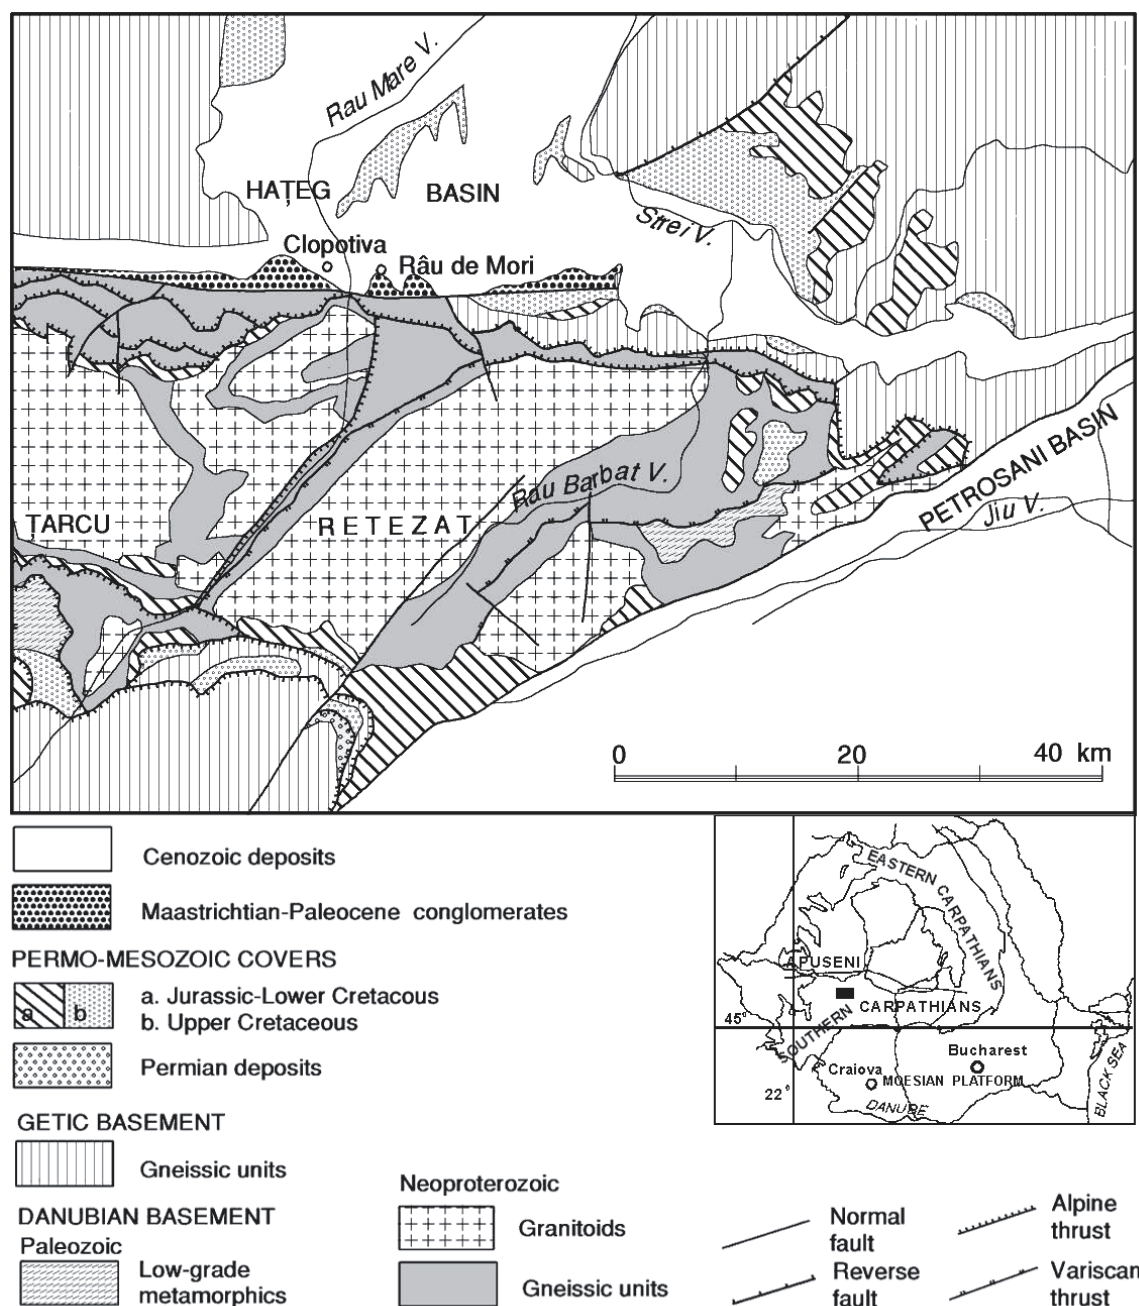 Rau Mare V.
HAȚEG BASIN
Strei V.
Clopotiva
Râu de Mori
Rau Barbat V.
ȚARCU
RETEZAT
PETROSANI BASIN
Jiu V.
0 20 40 km
Cenozoic deposits
Maastrichtian-Paleocene conglomerates
PERMO-MESOZOIC COVERS
a b
a. Jurassic-Lower Cretacous
b. Upper Cretaceous
Permian deposits
GETIC BASEMENT
Gneissic units
DANUBIAN BASEMENT
Paleozoic
Low-grade
metamorphics
Neoproterozoic
Granitoids
Gneissic units
Normal
fault
Reverse
fault
Alpine
thrust
Variscan
thrust
EASTERN CARPATHIANS
APUSENI
SOUTHERN CARPATHIANS
45°
Bucharest
Craiova
MOESIAN PLATFORM
22°
DANUBE
BLACK SEA